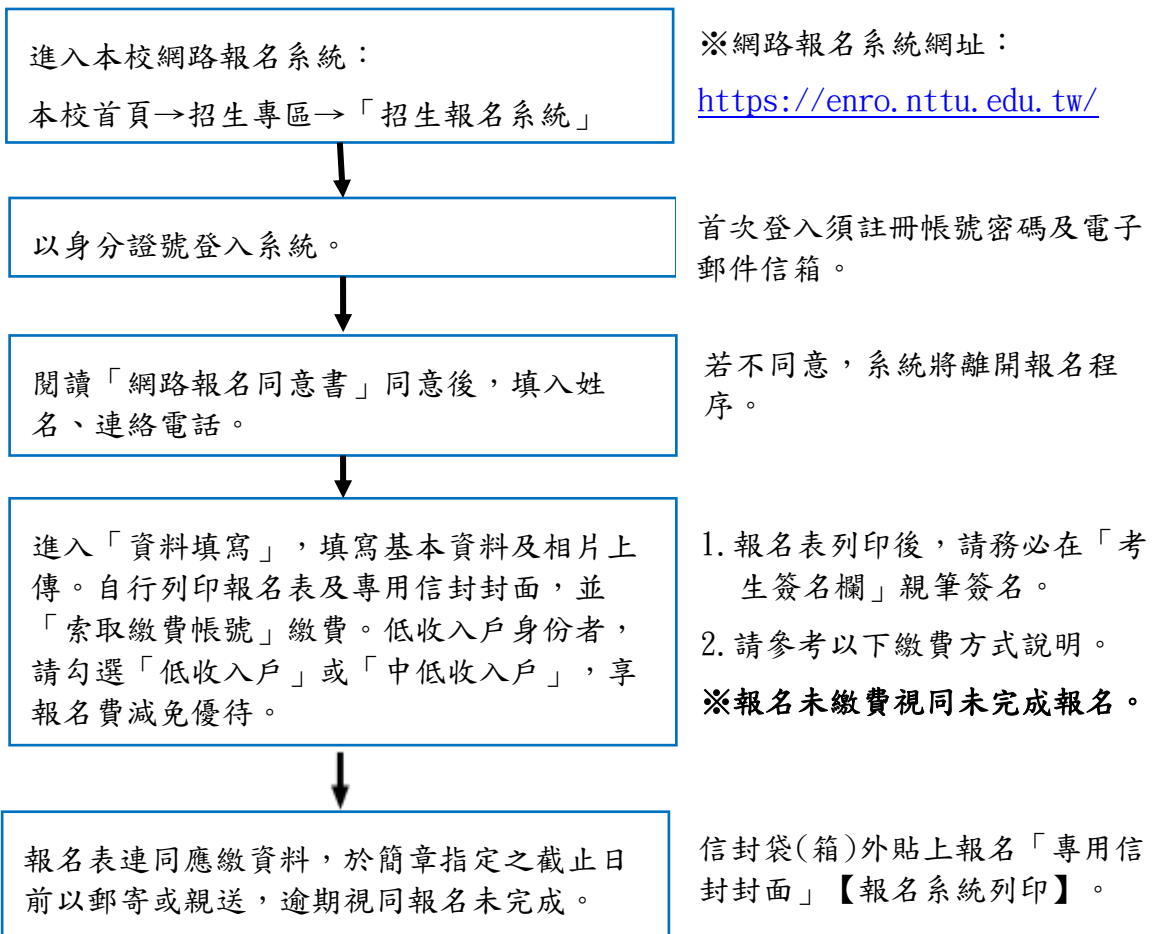 進入本校網路報名系統：
本校首頁→招生專區→「招生報名系統」
※網路報名系統網址：
https://enro.nttu.edu.tw/
以身分證號登入系統。
首次登入須註冊帳號密碼及電子
郵件信箱。
閱讀「網路報名同意書」同意後，填入姓
名、連絡電話。
若不同意，系統將離開報名程
序。
進入「資料填寫」，填寫基本資料及相片上
傳。自行列印報名表及專用信封封面，並
「索取繳費帳號」繳費。低收入戶身份者，
請勾選「低收入戶」或「中低收入戶」，享
報名費減免優待。
1.報名表列印後，請務必在「考
生簽名欄」親筆簽名。
2.請參考以下繳費方式說明。
※報名未繳費視同未完成報名。
報名表連同應繳資料，於簡章指定之截止日
前以郵寄或親送，逾期視同報名未完成。
信封袋(箱)外貼上報名「專用信
封封面」【報名系統列印】。